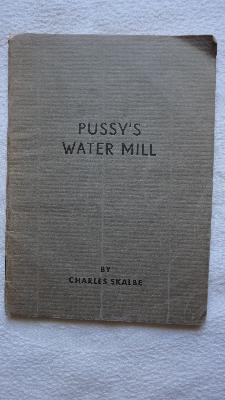 PUSSY'S
WATER MILL
BY
CHARLES SKALBE